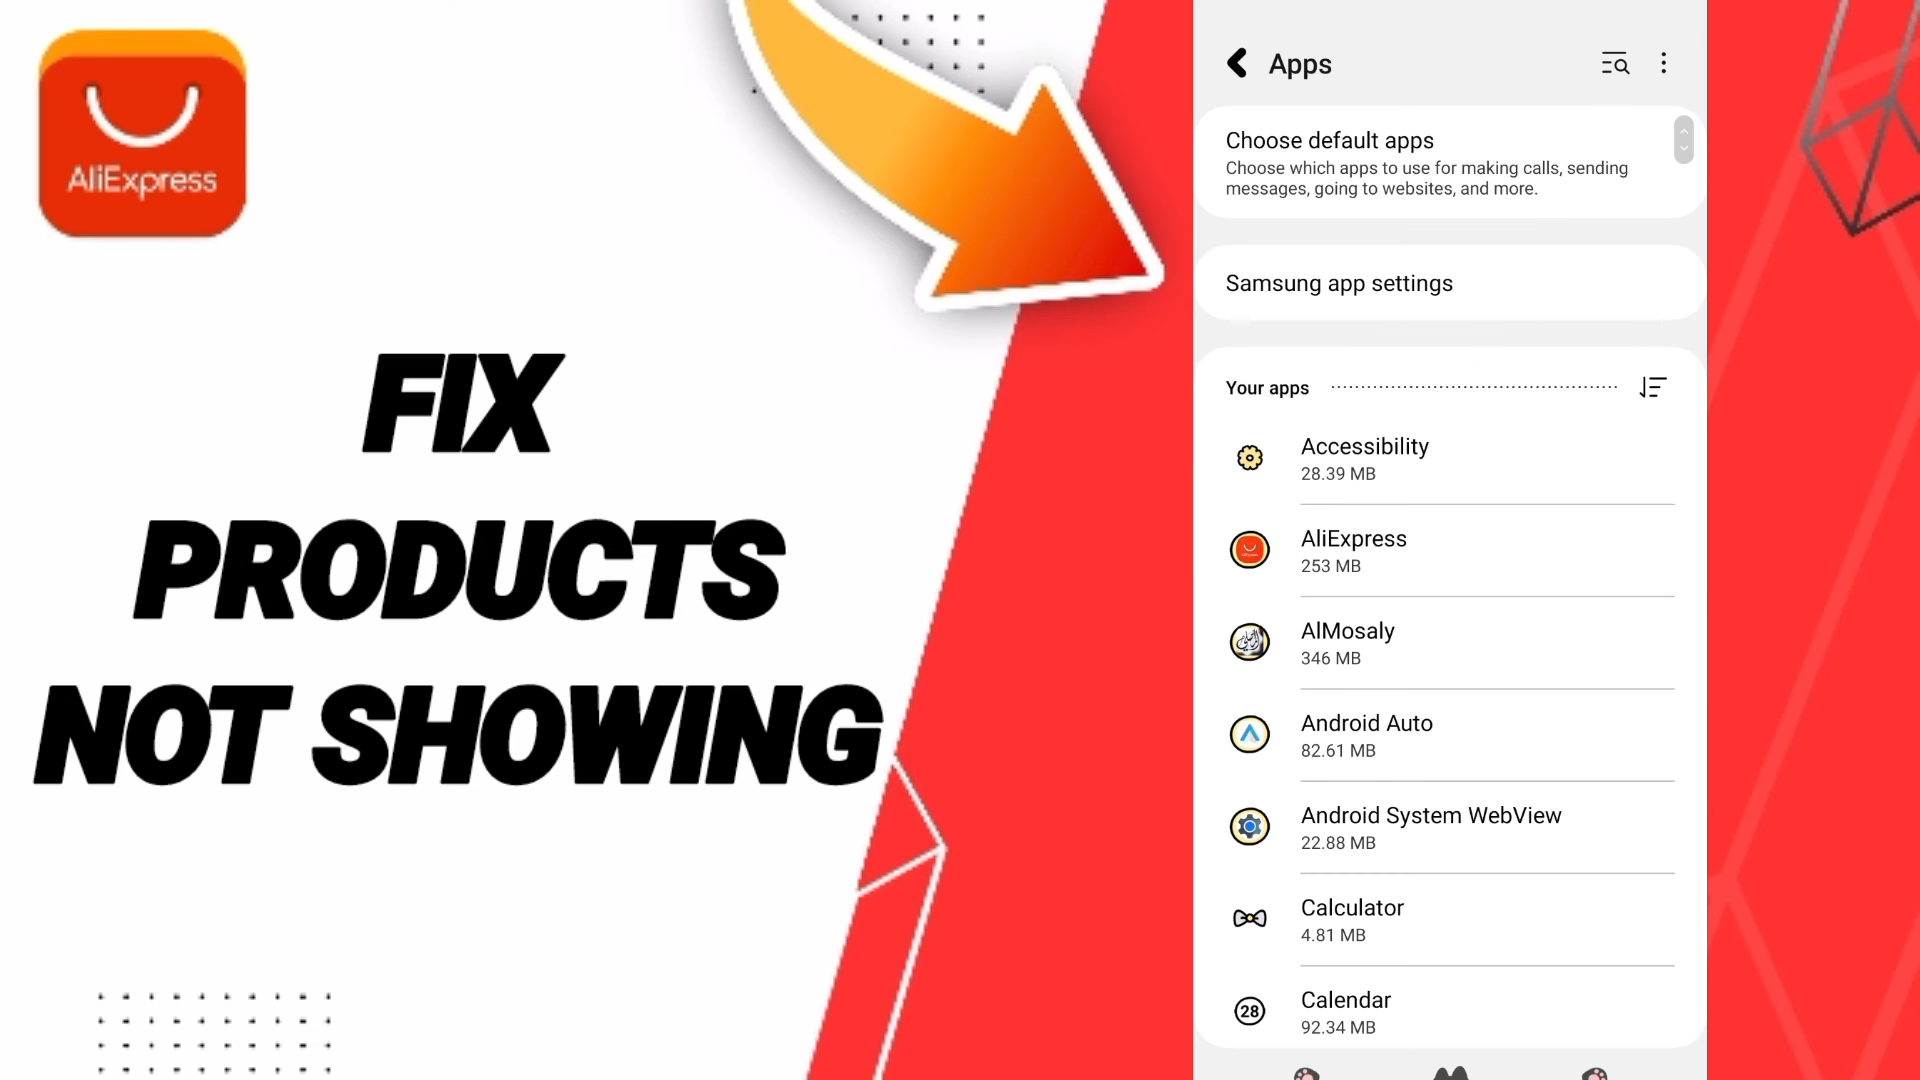 AliExpress
FIX
PRODUCTS
NOT SHOWING
Apps
Choose default apps
Choose which apps to use for making calls, sending
messages, going to websites, and more.
Samsung app settings
Your apps
Accessibility
28.39 MB
AliExpress
253 MB
AlMosaly
346 MB
Android Auto
82.61 MB
Android System WebView
22.88 MB
Calculator
4.81 MB
28
Calendar
92.34 MB